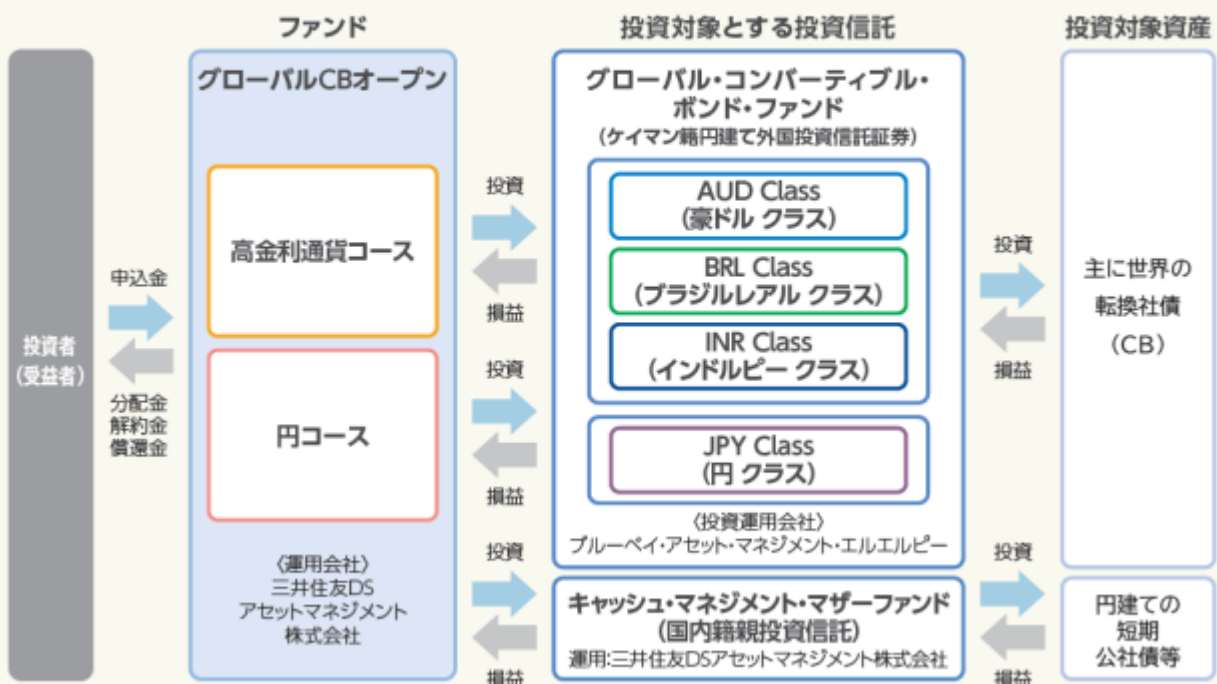 ファンド
投資対象とする投資信託
投資対象資産
投資者
(受益者)
申込金
分配金
解約金
償還金
グローバルCBオープン
高金利通貨コース
円コース
〈運用会社〉
三井住友DS
アセットマネジメント
株式会社
投資
損益
投資
損益
投資
損益
グローバル・コンバーティブル・
ボンド・ファンド
(ケイマン籍円建て外国投資信託証券)
AUD Class
(豪ドル クラス)
BRL Class
(ブラジルレアル クラス)
INR Class
(インドルピー クラス)
JPY Class
(円 クラス)
〈投資運用会社〉
ブルーベイ・アセット・マネジメント・エルエルピー
キャッシュ・マネジメント・マザーファンド
(国内籍親投資信託)
運用:三井住友DSアセットマネジメント株式会社
投資
損益
投資
損益
主に世界の
転換社債
(CB)
円建ての
短期
公社債等